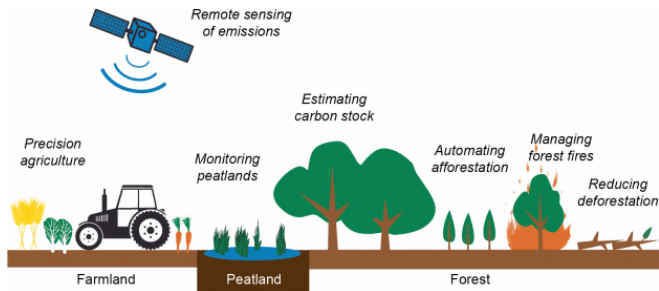 Remote sensing
of emissions
Estimating
carbon stock
Precision
agriculture
Monitoring
peatlands
Automating
afforestation
Managing
forest fires
Reducing
deforestation
Farmland
Peatland
Forest